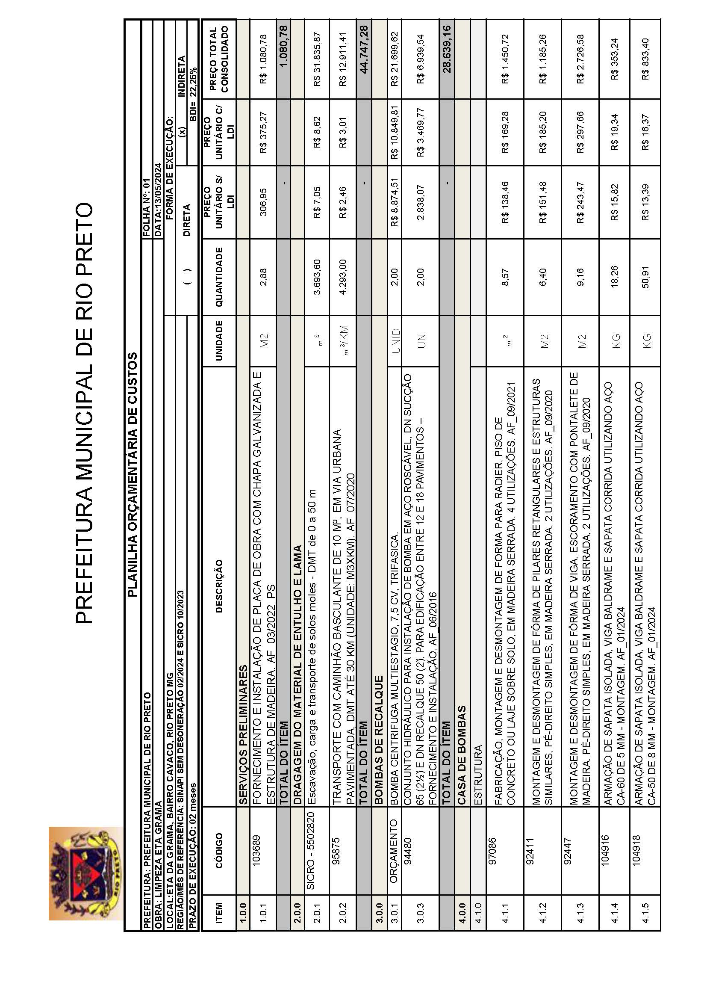 PREFEITURA MUNICIPAL DE RIO PRETO
RIO PRETO
PLANILHA ORÇAMENTÁRIA DE CUSTOS
PREFEITURA: PREFEITURA MUNICIPAL DE RIO PRETO FOLHA Nº: 01
OBRA: LIMPEZA ETA GRAMA DATA:13/05/2024
LOCAL:ETA DA GRAMA, BAIRRO CAVACO, RIO PRETO MG FORMA DE EXECUÇÃO:
REGIÃO/MÊS DE REFERÊNCIA: SINAPI SEM DESONERAÇÃO 02/2024 E SICRO 10/2023 ( ) DIRETA (x) INDIRETA
PRAZO DE EXECUÇÃO: 02 meses BDI= 22,26%
ITEM CÓDIGO DESCRIÇÃO UNIDADE QUANTIDADE PREÇO UNITÁRIO S/ LDI PREÇO UNITÁRIO C/ LDI PREÇO TOTAL CONSOLIDADO
1.0.0 SERVIÇOS PRELIMINARES
1.0.1 103689 FORNECIMENTO E INSTALAÇÃO DE PLACA DE OBRA COM CHAPA GALVANIZADA E M2 2,88 306,95 R$ 375,27 R$ 1.080,78
ESTRUTURA DE MADEIRA. AF_03/2022_PS
TOTAL DO ÍTEM - 1.080,78
2.0.0 DRAGAGEM DO MATERIAL DE ENTULHO E LAMA
2.0.1 SICRO - 5502820 Escavação, carga e transporte de solos moles - DMT de 0 a 50 m m ³ 3.693,60 R$ 7,05 R$ 8,62 R$ 31.835,87
2.0.2 95875 TRANSPORTE COM CAMINHÃO BASCULANTE DE 10 M³, EM VIA URBANA m ³/KM 4.293,00 R$ 2,46 R$ 3,01 R$ 12.911,41
PAVIMENTADA, DMT ATÉ 30 KM (UNIDADE: M3XKM). AF_07/2020
TOTAL DO ÍTEM - 44.747,28
3.0.0 BOMBAS DE RECALQUE
3.0.1 ORÇAMENTO BOMBA CENTRIFUGA MULTIESTAGIO, 7,5 CV, TRIFASICA. UNID 2,00 R$ 8.874,51 R$ 10.849,81 R$ 21.699,62
3.0.3 94480 CONJUNTO HIDRÁULICO PARA INSTALAÇÃO DE BOMBA EM AÇO ROSCÁVEL, DN SUCÇÃO UN 2,00 2.838,07 R$ 3.469,77 R$ 6.939,54
65 (2½) E DN RECALQUE 50 (2), PARA EDIFICAÇÃO ENTRE 12 E 18 PAVIMENTOS –
FORNECIMENTO E INSTALAÇÃO. AF_06/2016
TOTAL DO ÍTEM - 28.639,16
4.0.0 CASA DE BOMBAS
4.1.0 ESTRUTURA
4.1.1 97086 FABRICAÇÃO, MONTAGEM E DESMONTAGEM DE FORMA PARA RADIER, PISO DE m ² 8,57 R$ 138,46 R$ 169,28 R$ 1.450,72
CONCRETO OU LAJE SOBRE SOLO, EM MADEIRA SERRADA, 4 UTILIZAÇÕES. AF_09/2021
4.1.2 92411 MONTAGEM E DESMONTAGEM DE FÔRMA DE PILARES RETANGULARES E ESTRUTURAS M2 6,40 R$ 151,48 R$ 185,20 R$ 1.185,26
SIMILARES, PÉ-DIREITO SIMPLES, EM MADEIRA SERRADA, 2 UTILIZAÇÕES. AF_09/2020
4.1.3 92447 MONTAGEM E DESMONTAGEM DE FÔRMA DE VIGA, ESCORAMENTO COM PONTALETE DE M2 9,16 R$ 243,47 R$ 297,66 R$ 2.726,58
MADEIRA, PÉ-DIREITO SIMPLES, EM MADEIRA SERRADA, 2 UTILIZAÇÕES. AF_09/2020
4.1.4 104916 ARMAÇÃO DE SAPATA ISOLADA, VIGA BALDRAME E SAPATA CORRIDA UTILIZANDO AÇO KG 18,26 R$ 15,82 R$ 19,34 R$ 353,24
CA-60 DE 5 MM - MONTAGEM. AF_01/2024
4.1.5 104918 ARMAÇÃO DE SAPATA ISOLADA, VIGA BALDRAME E SAPATA CORRIDA UTILIZANDO AÇO KG 50,91 R$ 13,39 R$ 16,37 R$ 833,40
CA-50 DE 8 MM - MONTAGEM. AF_01/2024